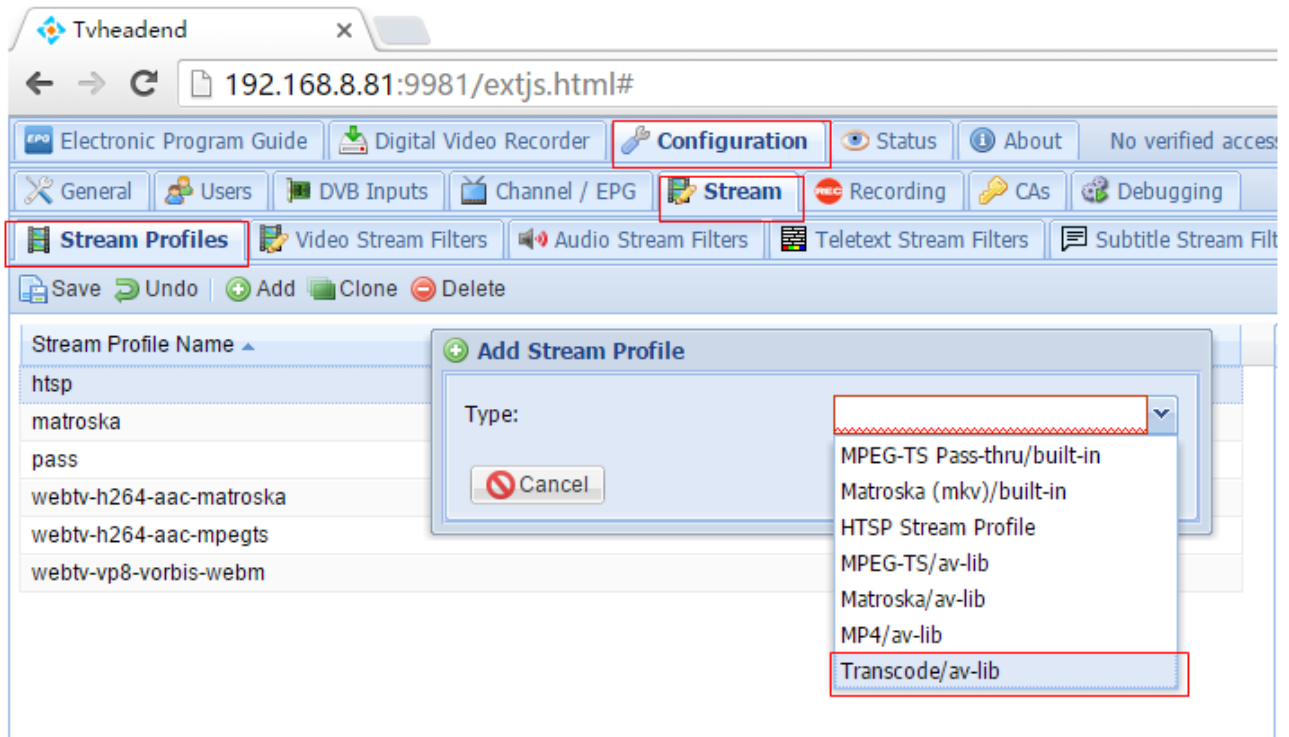 Tvheadend
192.168.8.81:9981/extjs.html#
EPG Electronic Program Guide Digital Video Recorder Configuration Status About No verified access
General Users DVB Inputs Channel / EPG Stream REC Recording CAs Debugging
Stream Profiles Video Stream Filters Audio Stream Filters Teletext Stream Filters Subtitle Stream Filt
Save Undo Add Clone Delete
Stream Profile Name
htsp
matroska
pass
webtv-h264-aac-matroska
webtv-h264-aac-mpegts
webtv-vp8-vorbis-webm
Add Stream Profile
Type:
Cancel
MPEG-TS Pass-thru/built-in
Matroska (mkv)/built-in
HTSP Stream Profile
MPEG-TS/av-lib
Matroska/av-lib
MP4/av-lib
Transcode/av-lib